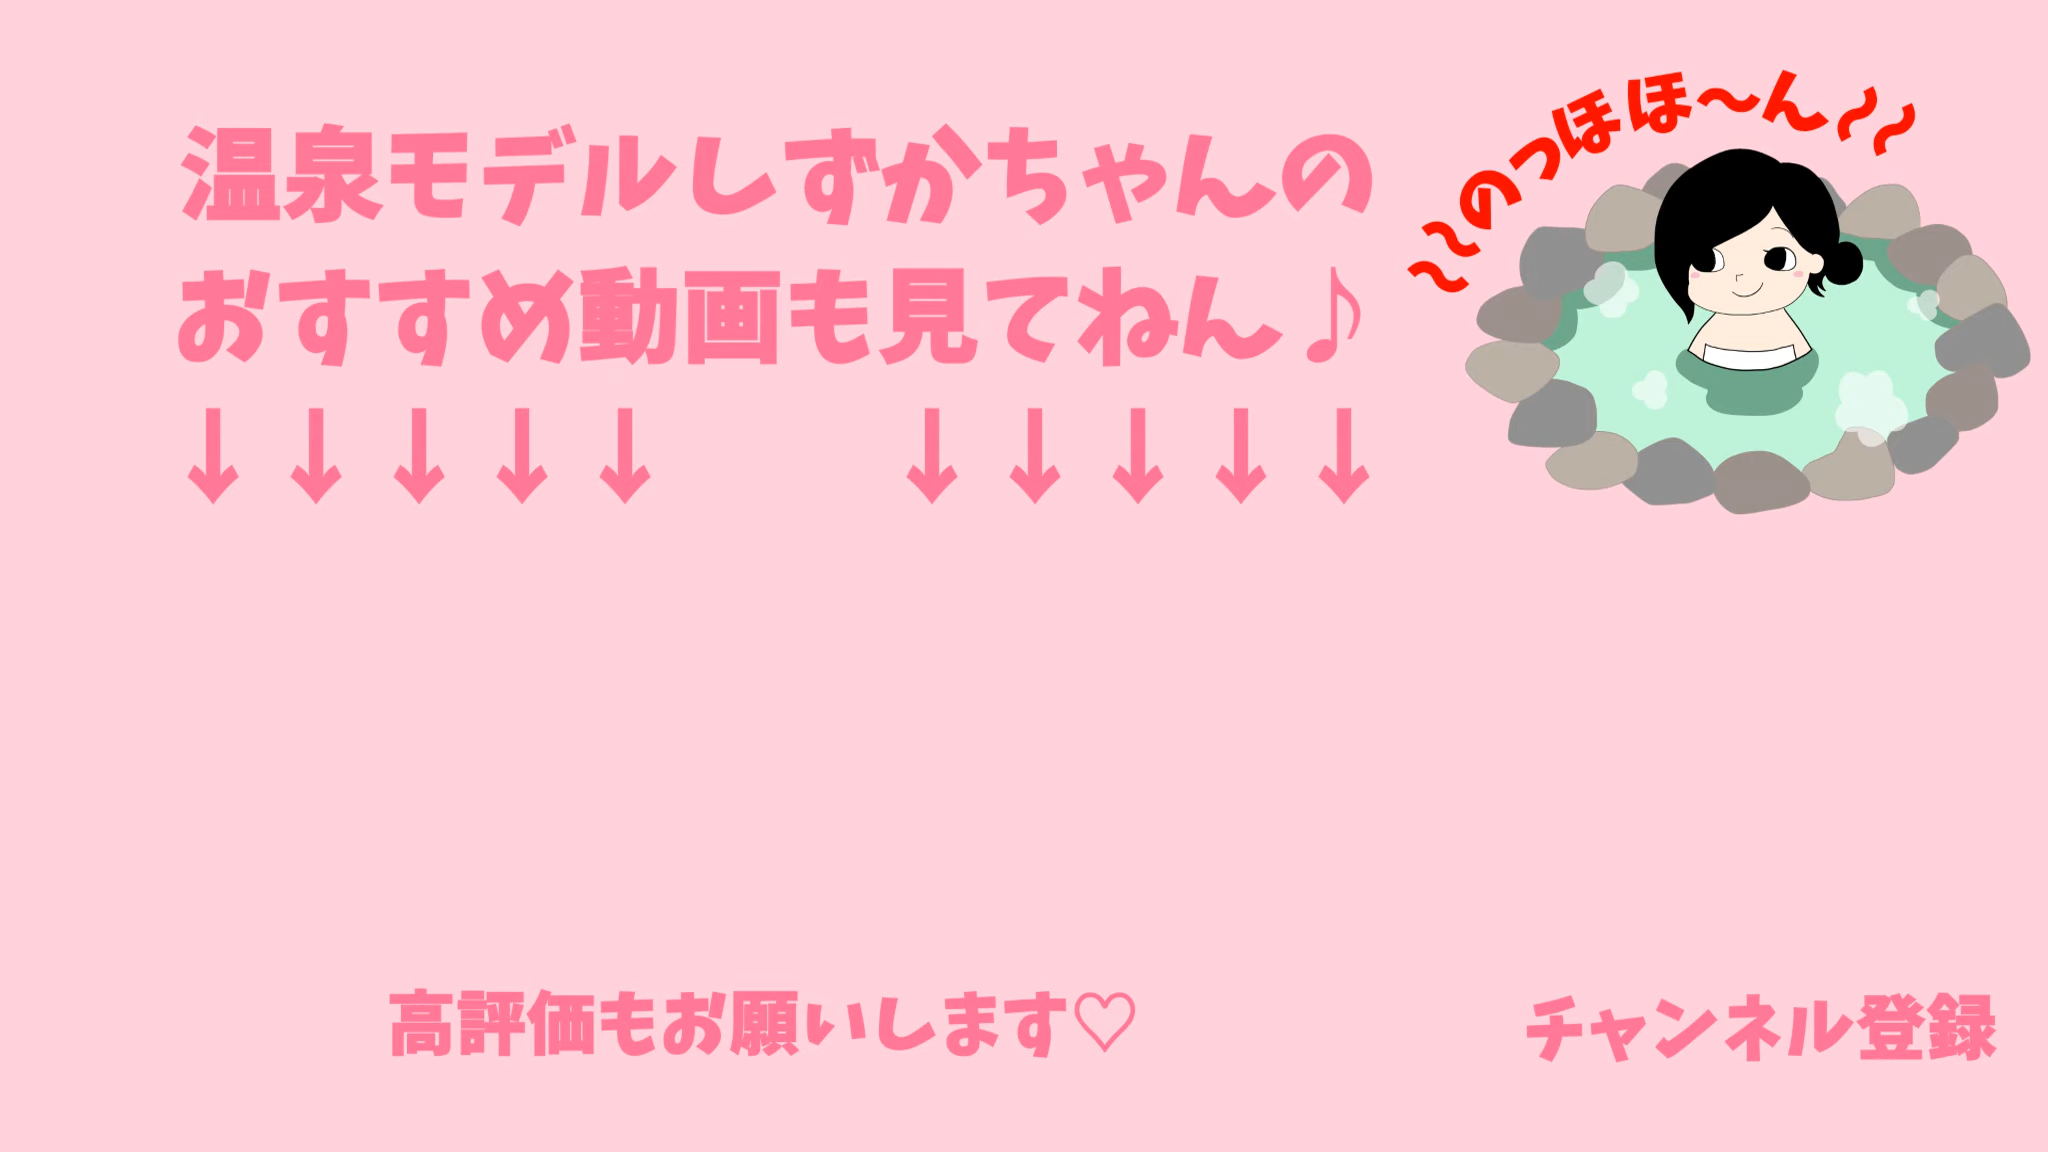 温泉モデルしずかちゃんの
おすすめ動画も見てねん♪
↓↓↓↓↓ ↓↓↓↓↓
〜〜のっほほ〜ん〜〜
高評価もお願いします♡
チャンネル登録